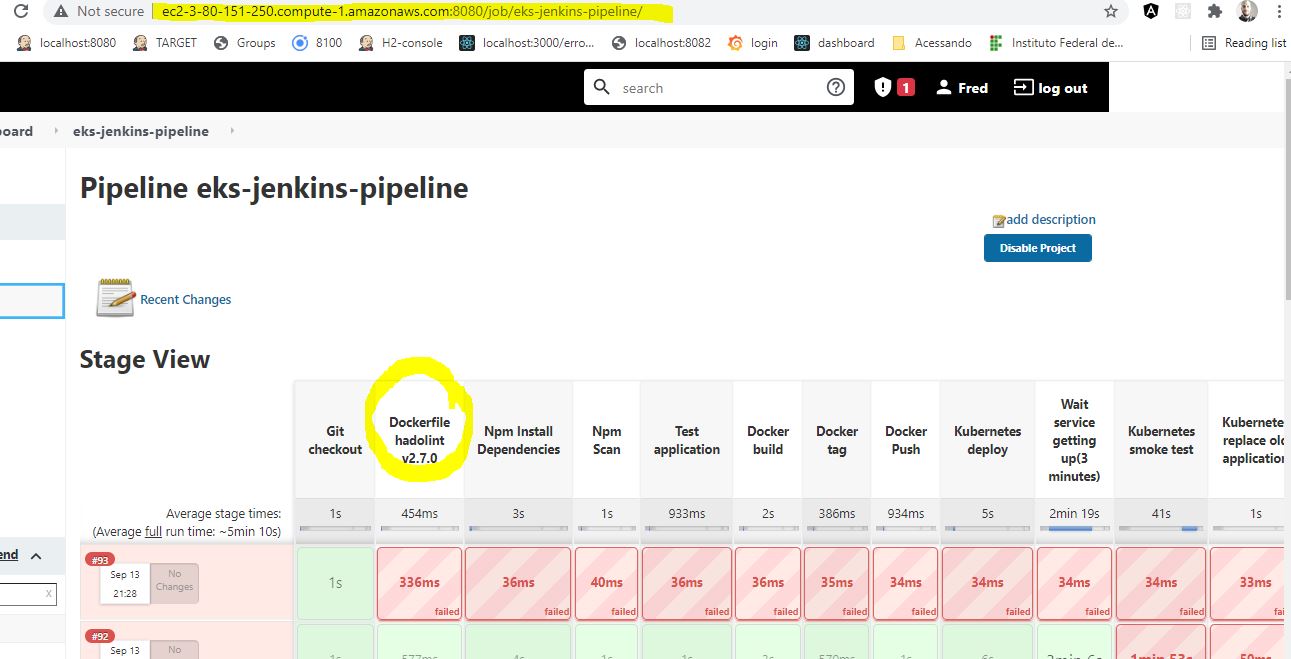 Not secure
ec2-3-80-151-250.compute-1.amazonaws.com:8080/job/eks-jenkins-pipeline/
localhost:8080 TARGET Groups 8100 H2-console localhost:3000/erro... localhost:8082 login dashboard Acessando Instituto Federal de... Reading list
search 1 Fred log out
board eks-jenkins-pipeline
Pipeline eks-jenkins-pipeline
add description
Disable Project
Recent Changes
Stage View
Git
checkout
Dockerfile
hadolint
v2.7.0
Npm Install
Dependencies
Npm
Scan
Test
application
Docker
build
Docker
tag
Docker
Push
Kubernetes
deploy
Wait
service
getting
up(3
minutes)
Kubernetes
smoke test
Kubernete
replace old
application
Average stage times: 1s 454ms 3s 1s 933ms 2s 386ms 934ms 5s 2min 19s 41s 1s
(Average full run time: ~5min 10s)
end
x
#93
Sep 13
21:28
No
Changes
1s 336ms 36ms 40ms 36ms 36ms 35ms 34ms 34ms 34ms 34ms 33ms
failed failed failed failed failed failed failed failed failed failed fai
#92
Sep 13
No
1s 577ms 4s 1s 1s 2s 579ms 1s 6s 2min 6s 1min 53s 50ms